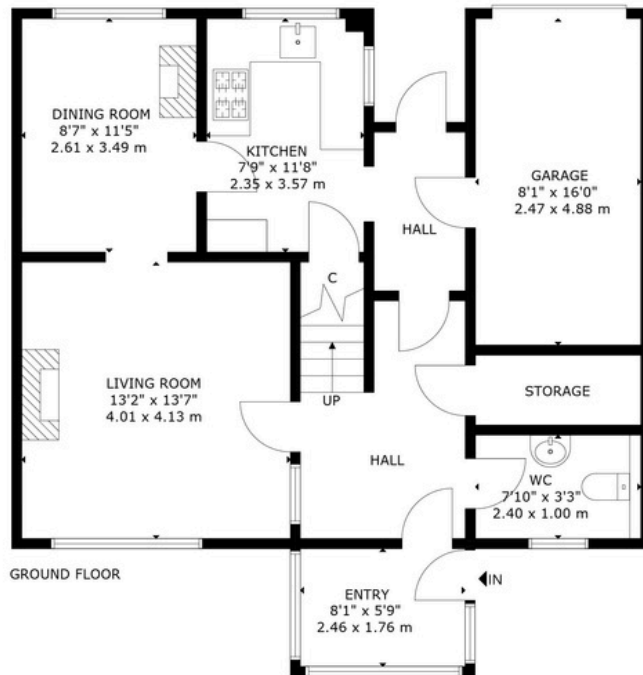 DINING ROOM
8'7" x 11'5"
2.61 x 3.49 m
KITCHEN
7'9" x 11'8"
2.35 x 3.57 m
GARAGE
8'1" x 16'0"
2.47 x 4.88 m
HALL
C
LIVING ROOM
13'2" x 13'7"
4.01 x 4.13 m
UP
STORAGE
HALL
WC
7'10" x 3'3"
2.40 x 1.00 m
GROUND FLOOR
IN
ENTRY
8'1" x 5'9"
2.46 x 1.76 m